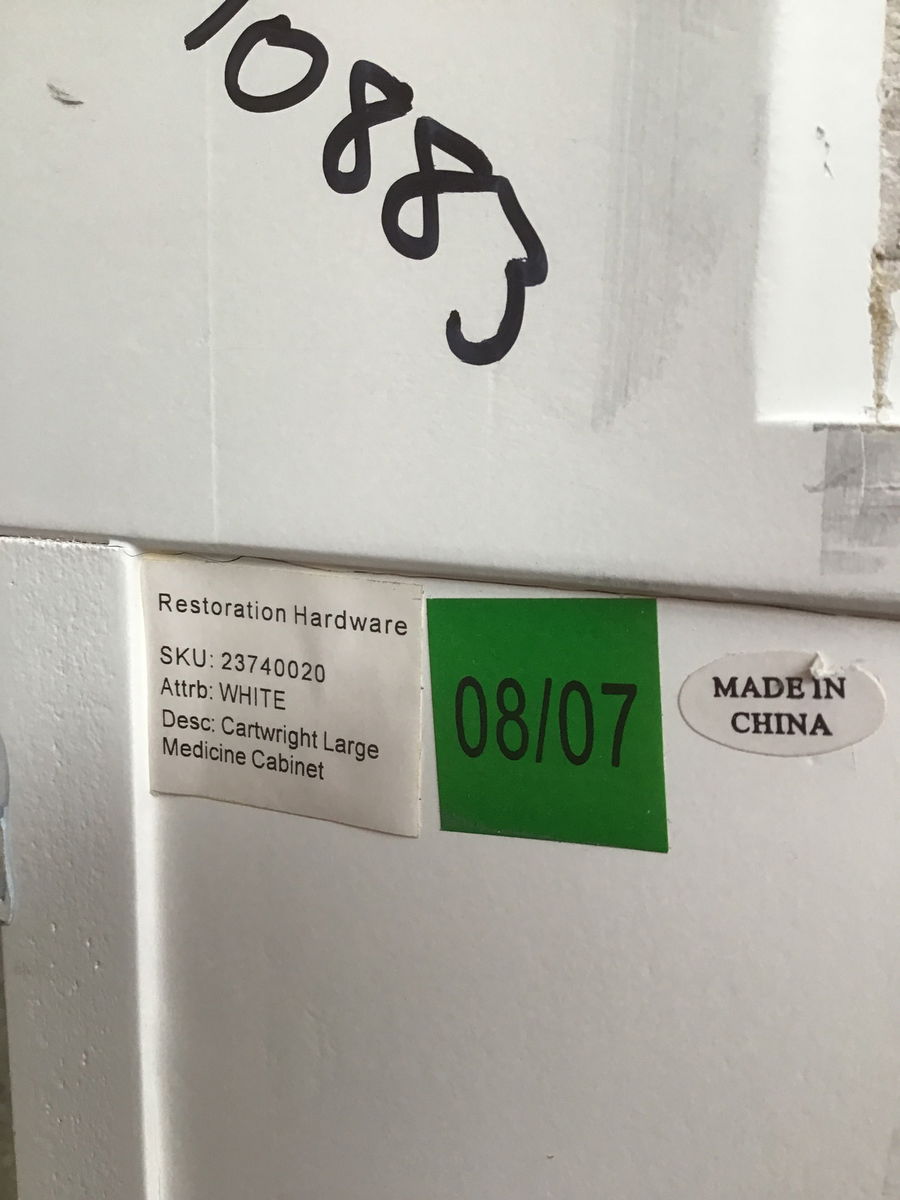 10883
Restoration Hardware
SKU: 23740020
Attrb: WHITE
Desc: Cartwright Large
Medicine Cabinet
08/07
MADE IN
CHINA